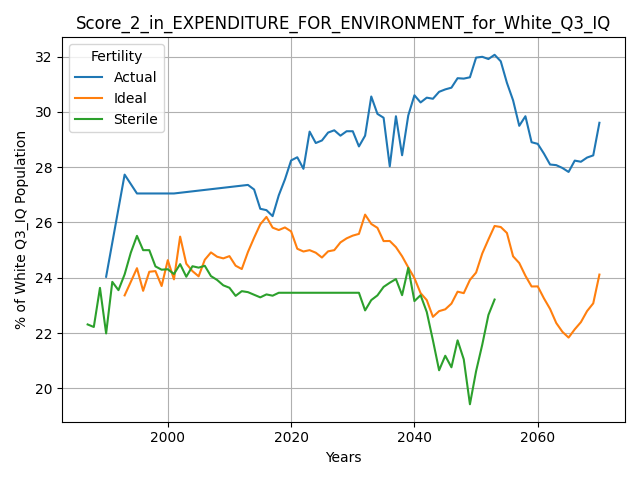 Score_2_in_EXPENDITURE_FOR_ENVIRONMENT_for_White_Q3_IQ
Fertility
Actual
Ideal
Sterile
% of White Q3_IQ Population
32
30
28
26
24
22
20
2000
2020
2040
2060
Years